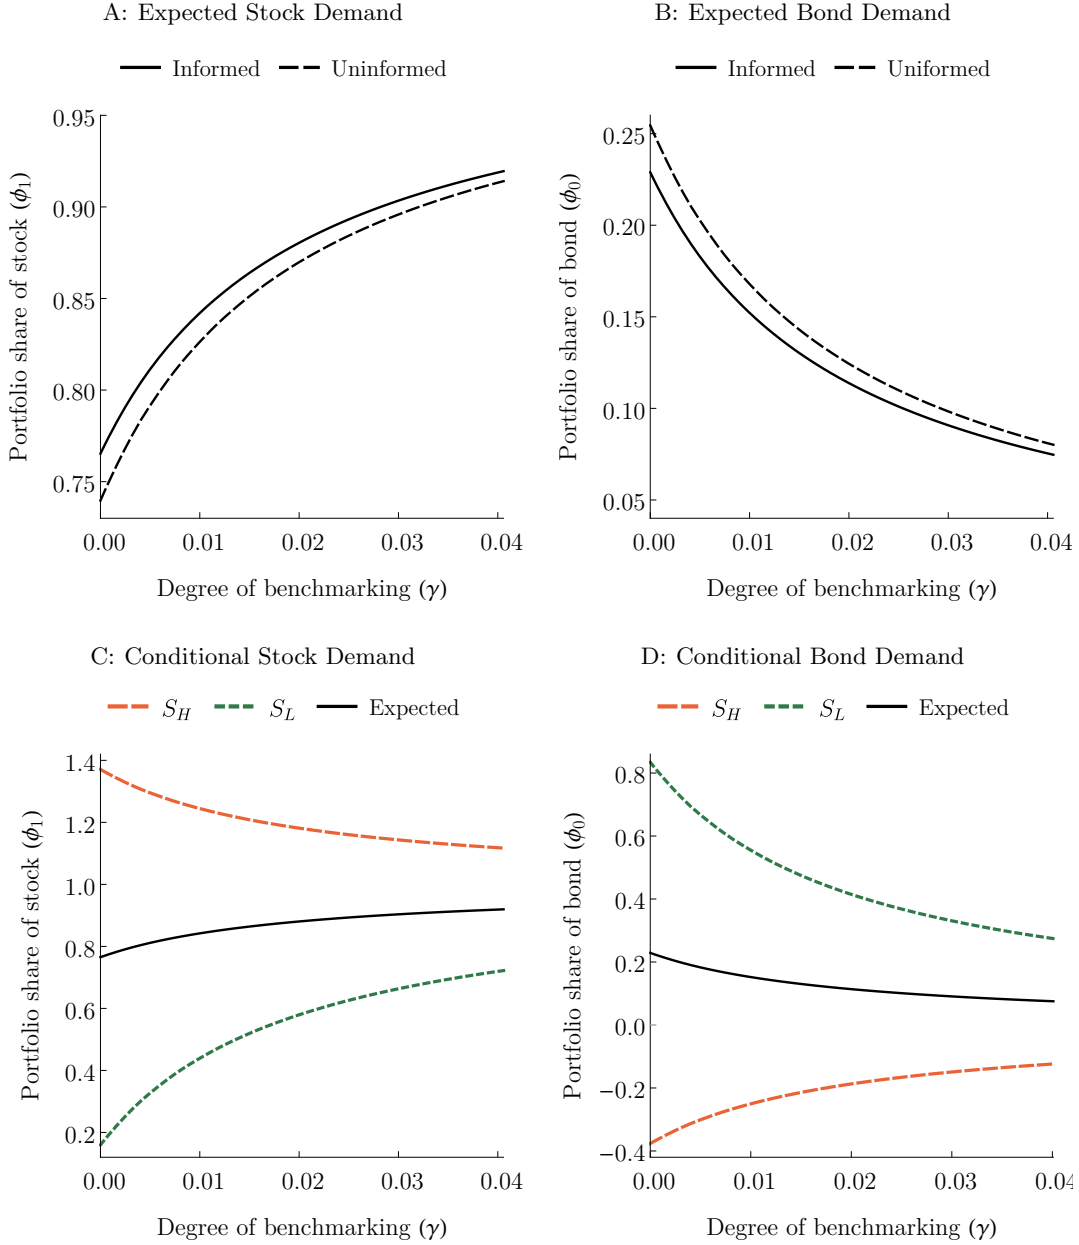 A: Expected Stock Demand
Informed Uninformed
Portfolio share of stock (ϕ1)
0.95
0.90
0.85
0.80
0.75
0.00 0.01 0.02 0.03 0.04
Degree of benchmarking (γ)
B: Expected Bond Demand
Informed Uniformed
Portfolio share of bond (ϕ0)
0.25
0.20
0.15
0.10
0.05
0.00 0.01 0.02 0.03 0.04
Degree of benchmarking (γ)
C: Conditional Stock Demand
S_H S_L Expected
Portfolio share of stock (ϕ1)
1.4
1.2
1.0
0.8
0.6
0.4
0.2
0.00 0.01 0.02 0.03 0.04
Degree of benchmarking (γ)
D: Conditional Bond Demand
S_H S_L Expected
Portfolio share of bond (ϕ0)
0.8
0.6
0.4
0.2
0.0
−0.2
−0.4
0.00 0.01 0.02 0.03 0.04
Degree of benchmarking (γ)